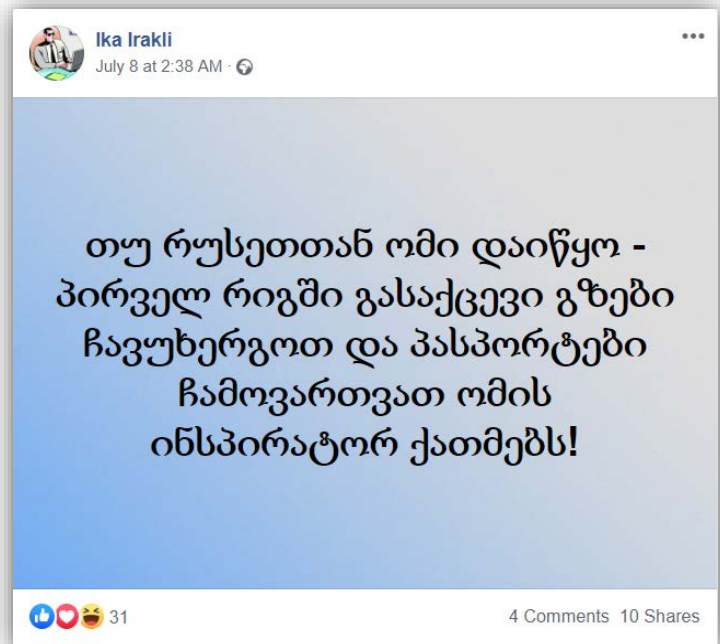 Ika Irakli
July 8 at 2:38 AM ·
თუ რუსეთთან ომი დაიწყო -
პირველ რიგში გასაქცევი გზები
ჩავუხერგოთ და პასპორტები
ჩამოვართვათ ომის
ინსპირატორ ქათმებს!
31
4 Comments 10 Shares